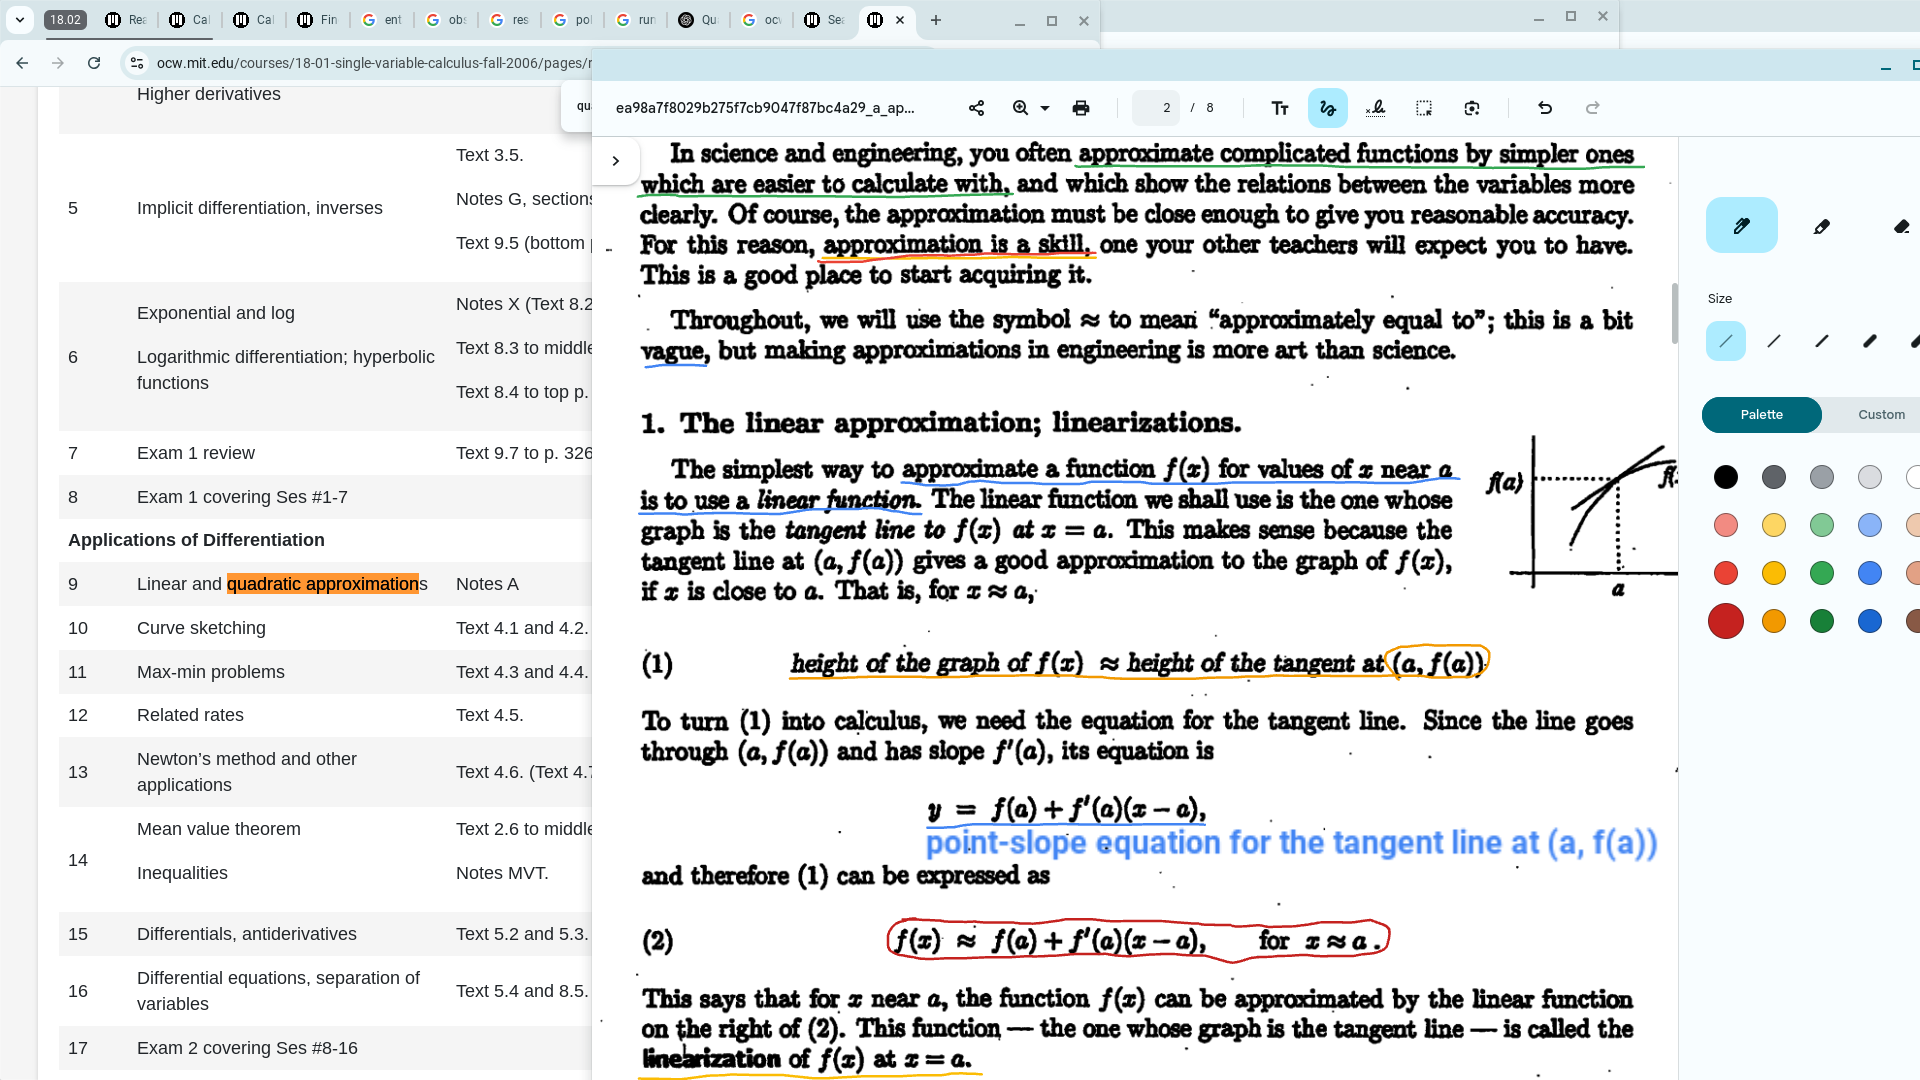 18.02
Rea
Cal
Cal
Fin
ent
obs
res
pol
run
Qu
ocv
Sea
ocw.mit.edu/courses/18-01-single-variable-calculus-fall-2006/pages/r
qu
Higher derivatives
5
Implicit differentiation, inverses
Text 3.5.
Notes G, sections
Text 9.5 (bottom
6
Exponential and log
Logarithmic differentiation; hyperbolic
functions
Notes X (Text 8.2
Text 8.3 to middle
Text 8.4 to top p.
7
Exam 1 review
Text 9.7 to p. 326
8
Exam 1 covering Ses #1-7
Applications of Differentiation
9
Linear and quadratic approximations
Notes A
10
Curve sketching
Text 4.1 and 4.2.
11
Max-min problems
Text 4.3 and 4.4.
12
Related rates
Text 4.5.
13
Newton’s method and other
applications
Text 4.6. (Text 4.7
14
Mean value theorem
Inequalities
Text 2.6 to middle
Notes MVT.
15
Differentials, antiderivatives
Text 5.2 and 5.3.
16
Differential equations, separation of
variables
Text 5.4 and 8.5.
17
Exam 2 covering Ses #8-16
ea98a7f8029b275f7cb9047f87bc4a29_a_ap...
2 / 8
In science and engineering, you often approximate complicated functions by simpler ones
which are easier to calculate with, and which show the relations between the variables more
clearly. Of course, the approximation must be close enough to give you reasonable accuracy.
For this reason, approximation is a skill, one your other teachers will expect you to have.
This is a good place to start acquiring it.
Throughout, we will use the symbol ≈ to mean “approximately equal to”; this is a bit
vague, but making approximations in engineering is more art than science.
1. The linear approximation; linearizations.
The simplest way to approximate a function f(x) for values of x near a
is to use a linear function. The linear function we shall use is the one whose
graph is the tangent line to f(x) at x = a. This makes sense because the
tangent line at (a, f(a)) gives a good approximation to the graph of f(x),
if x is close to a. That is, for x ≈ a,
f(a)
a
(1) height of the graph of f(x) ≈ height of the tangent at (a, f(a))
To turn (1) into calculus, we need the equation for the tangent line. Since the line goes
through (a, f(a)) and has slope f'(a), its equation is
y = f(a) + f'(a)(x − a),
point-slope equation for the tangent line at (a, f(a))
and therefore (1) can be expressed as
(2) f(x) ≈ f(a) + f'(a)(x − a), for x ≈ a.
This says that for x near a, the function f(x) can be approximated by the linear function
on the right of (2). This function — the one whose graph is the tangent line — is called the
linearization of f(x) at x = a.
Size
Palette
Custom